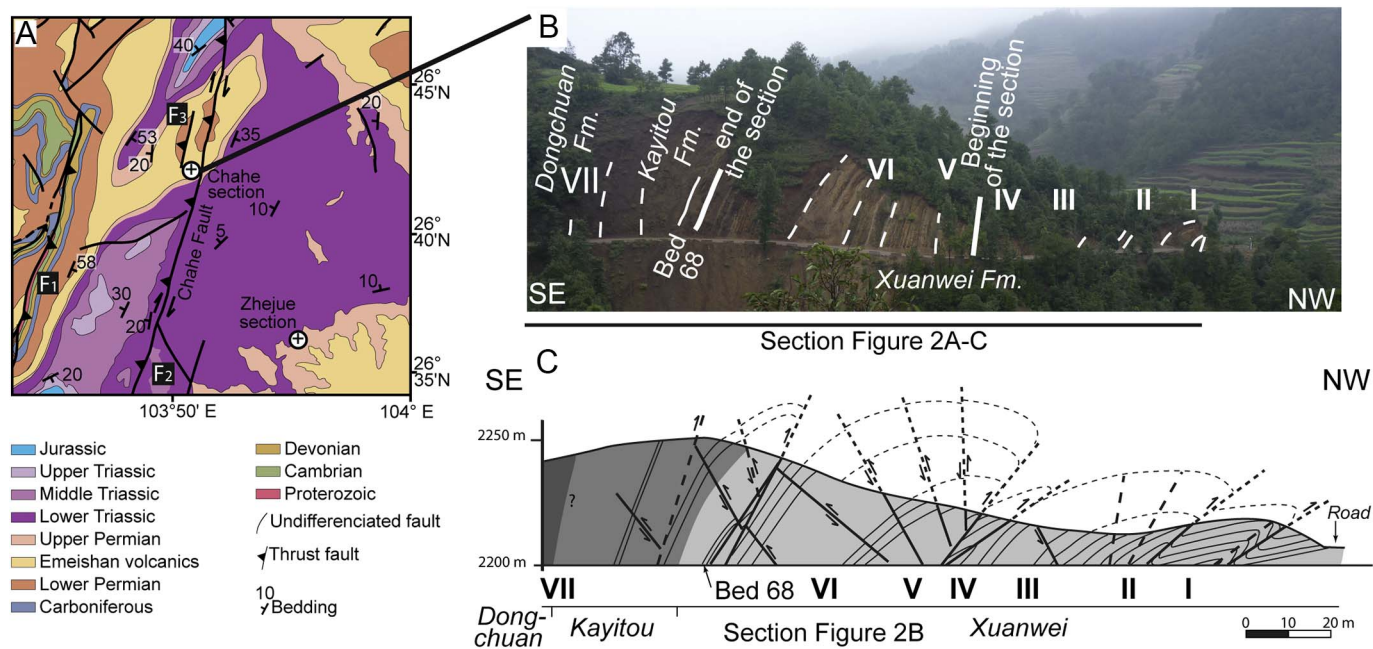 A
40
26°
45'N
20
F3
53
35
20
Chahe
section
10
26°
40'N
5
Chahe Fault
58
F1
10
30
Zhejue
section
20
26°
35'N
20
F2
103°50' E
104° E
Jurassic
Upper Triassic
Middle Triassic
Lower Triassic
Upper Permian
Emeishan volcanics
Lower Permian
Carboniferous
Devonian
Cambrian
Proterozoic
Undifferenciated fault
Thrust fault
10
Bedding
B
Dongchuan
Fm.
VII
Kayitou
Fm.
end of
the section
Bed
68
VI
V
Beginning
of the section
IV
III
II
I
Xuanwei Fm.
SE
NW
Section Figure 2A-C
C
SE
NW
2250 m
?
Road
2200 m
VII
Bed 68
VI
V
IV
III
II
I
Dong-
chuan
Kayitou
Section Figure 2B
Xuanwei
0
10
20 m